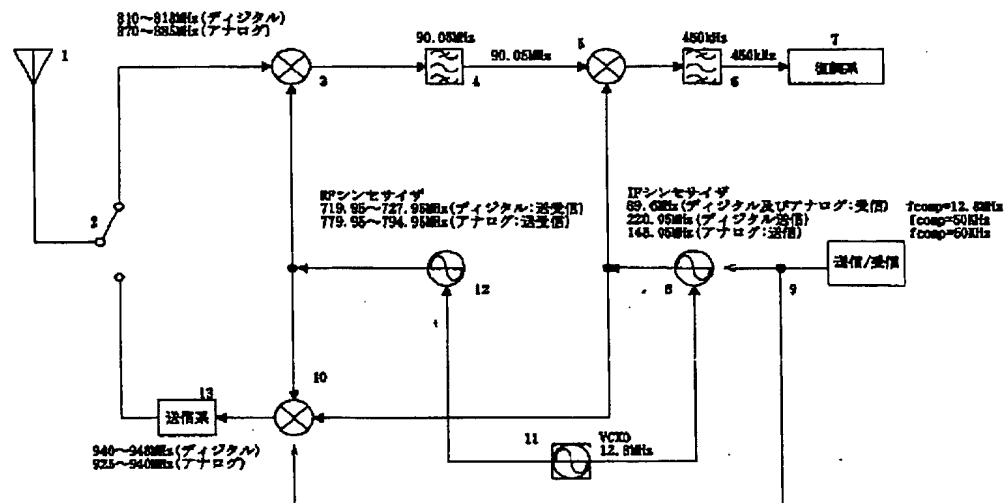 810～818MHz(ディジタル)
870～885MHz(アナログ)
1
2
3
90.05MHz
4
90.05MHz
5
450kHz
6
450kHz
7
復調系
RFシンセサイザ
719.95～727.95MHz(ディジタル:送受信)
779.95～794.95MHz(アナログ:送受信)
IFシンセサイザ
89.6MHz(ディジタル及びアナログ:受信)
220.05MHz(ディジタル送信)
145.05MHz(アナログ:送信)
fcomp=12.8MHz
fcomp=50KHz
fcomp=50KHz
12
8
9
送信/受信
10
13
送信系
940～948MHz(ディジタル)
925～940MHz(アナログ)
11
VCXO
12.8MHz